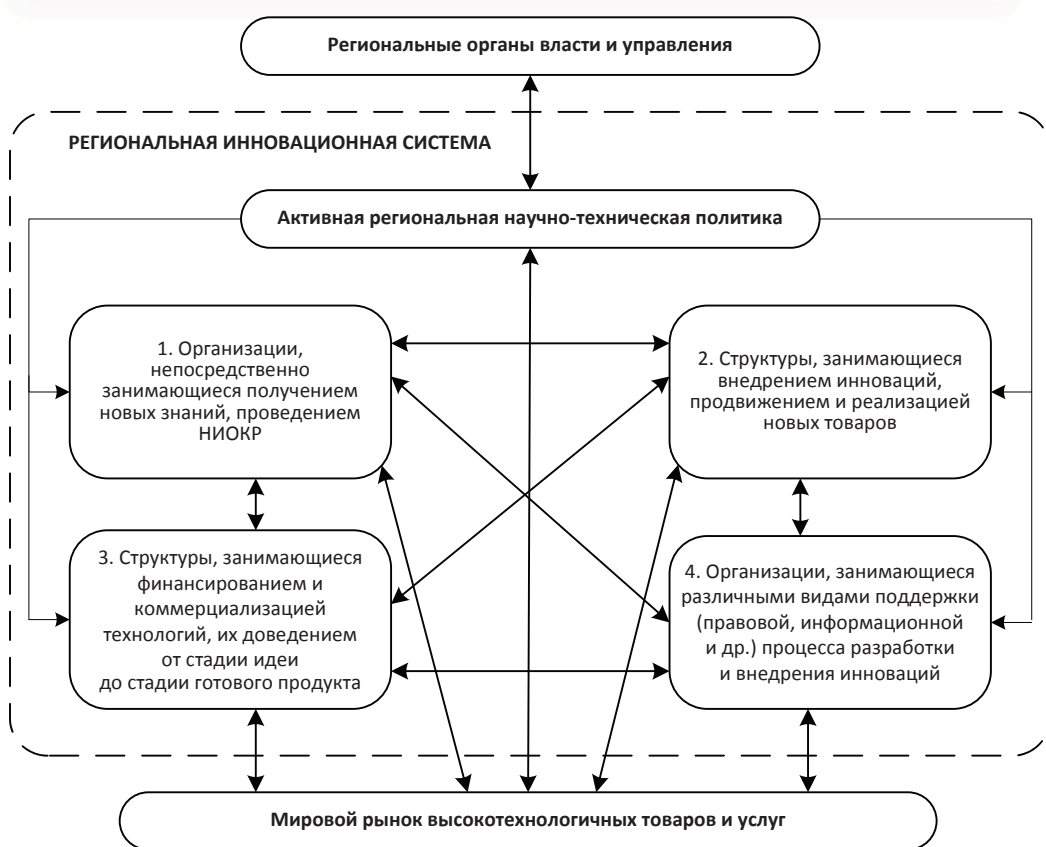 Региональные органы власти и управления
РЕГИОНАЛЬНАЯ ИННОВАЦИОННАЯ СИСТЕМА
Активная региональная научно-техническая политика
1. Организации,
непосредственно
занимающиеся получением
новых знаний, проведением
НИОКР
2. Структуры, занимающиеся
внедрением инноваций,
продвижением и реализацией
новых товаров
3. Структуры, занимающиеся
финансированием и
коммерциализацией
технологий, их доведением
от стадии идеи
до стадии готового продукта
4. Организации, занимающиеся
различными видами поддержки
(правовой, информационной
и др.) процесса разработки
и внедрения инноваций
Мировой рынок высокотехнологичных товаров и услуг